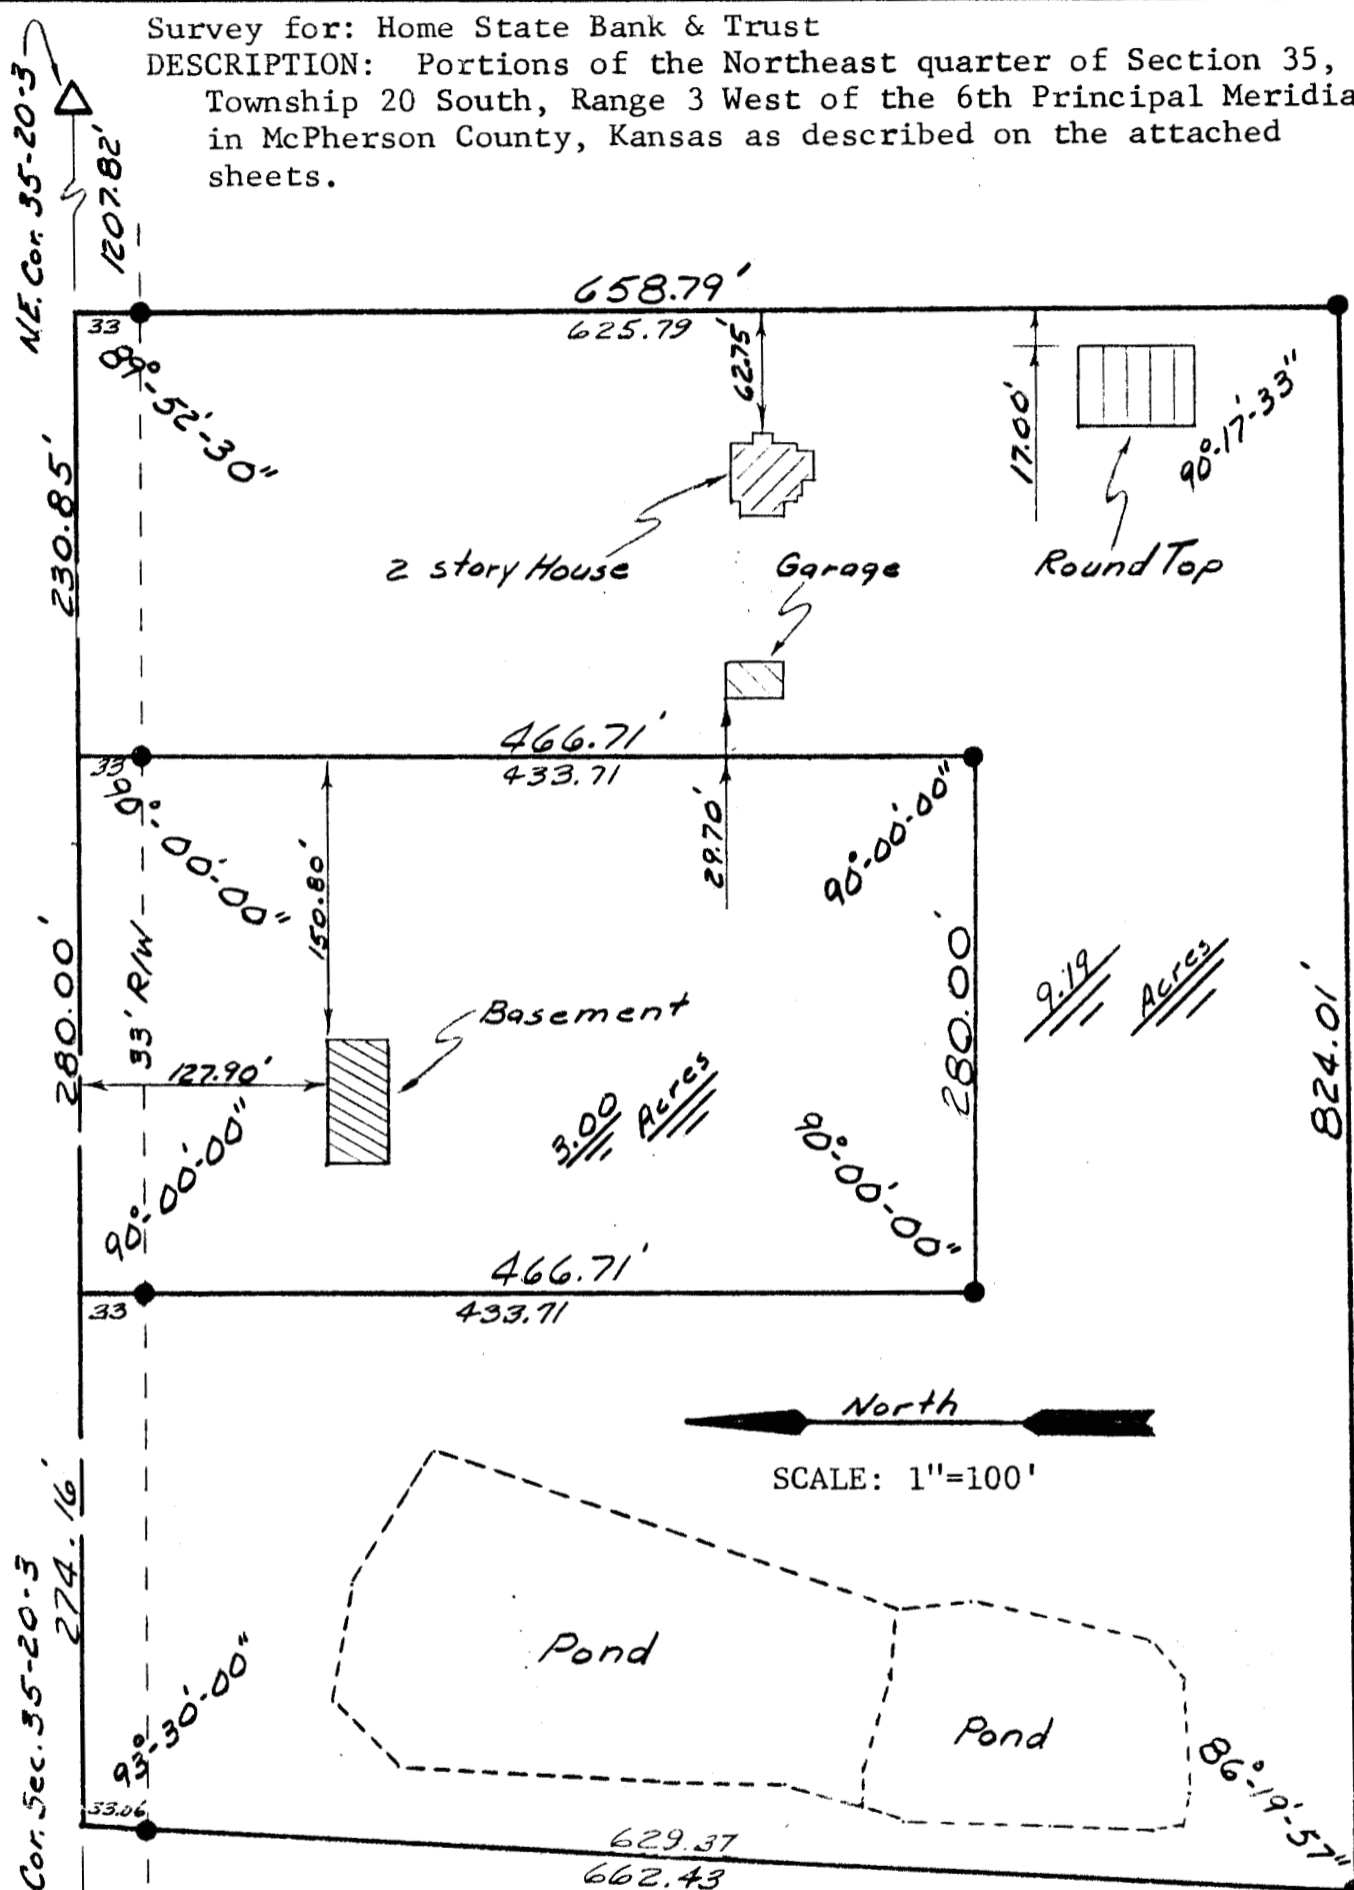 Survey for: Home State Bank & Trust
DESCRIPTION: Portions of the Northeast quarter of Section 35,
Township 20 South, Range 3 West of the 6th Principal Meridia
in McPherson County, Kansas as described on the attached
sheets.
N.E. Cor. 35-20-3
1207.82'
658.79'
33
625.79
89°-52'-30"
62.75'
17.00'
90°-17'-33"
230.85'
2 story House
Garage
Round Top
466.71'
33
433.71
90°-00'-00"
150.80'
29.70'
90°-00'-00"
280.00'
33' R/W
Basement
127.90'
3.00 Acres
280.00'
9.19 Acres
824.01'
90°-00'-00"
90°-00'-00"
466.71'
33
433.71
North
SCALE: 1"=100'
274.16'
Cor. Sec. 35-20-3
Pond
Pond
93°-30'-00"
86°-19'-57"
33.06
629.37
662.43